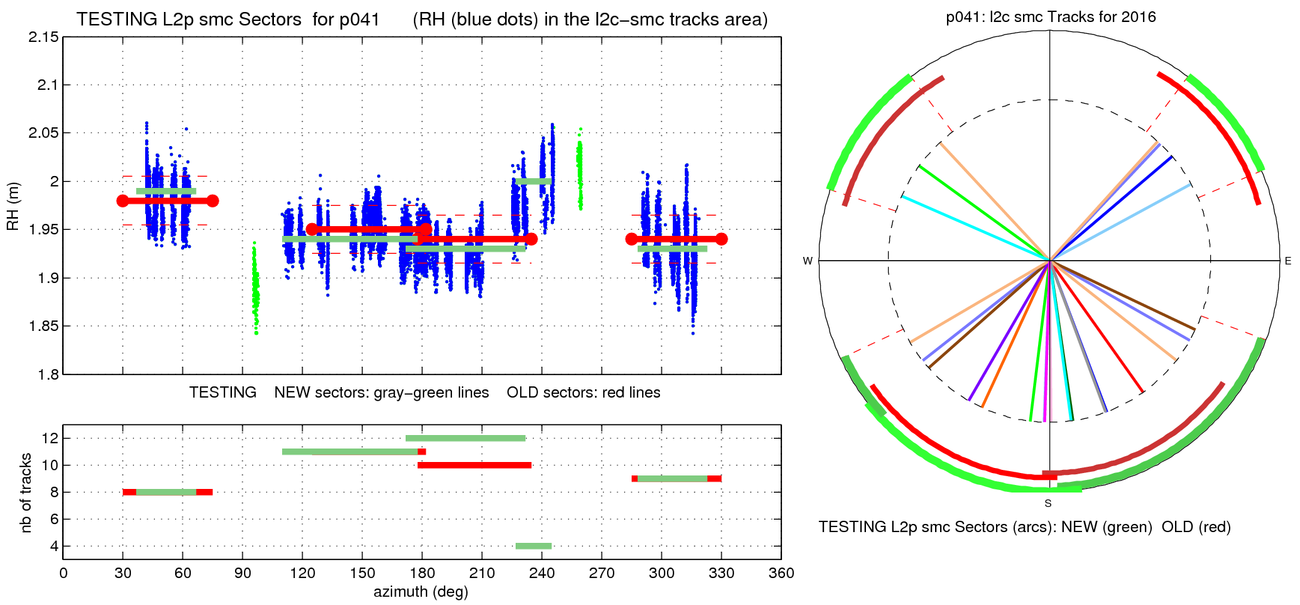 TESTING L2p smc Sectors for p041 (RH (blue dots) in the l2c−smc tracks area)
2.15
2.1
2.05
2
1.95
1.9
1.85
1.8
RH (m)
TESTING NEW sectors: gray−green lines OLD sectors: red lines
12
10
8
6
4
nb of tracks
0 30 60 90 120 150 180 210 240 270 300 330 360
azimuth (deg)
p041: l2c smc Tracks for 2016
W
E
S
TESTING L2p smc Sectors (arcs): NEW (green) OLD (red)